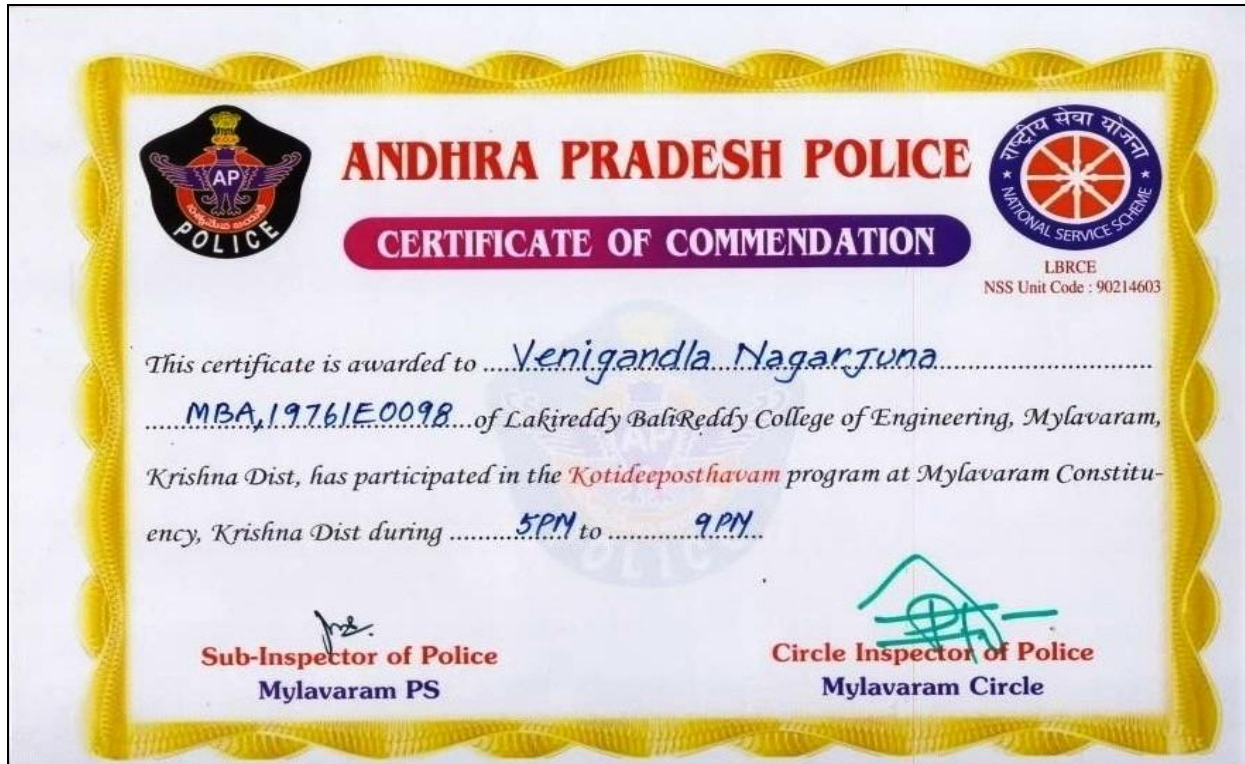 ANDHRA PRADESH POLICE
CERTIFICATE OF COMMENDATION
AP
POLICE
राष्ट्रीय सेवा योजना
NATIONAL SERVICE SCHEME
LBRCE
NSS Unit Code : 90214603
This certificate is awarded to .....Venigandla Nagarjuna.....
.....MBA,19761E0098...of Lakireddy BaliReddy College of Engineering, Mylavaram,
Krishna Dist, has participated in the Kotideeposthavam program at Mylavaram Constitu-
ency, Krishna Dist during .........5PM to ............9PM...
Sub-Inspector of Police
Mylavaram PS
Circle Inspector of Police
Mylavaram Circle